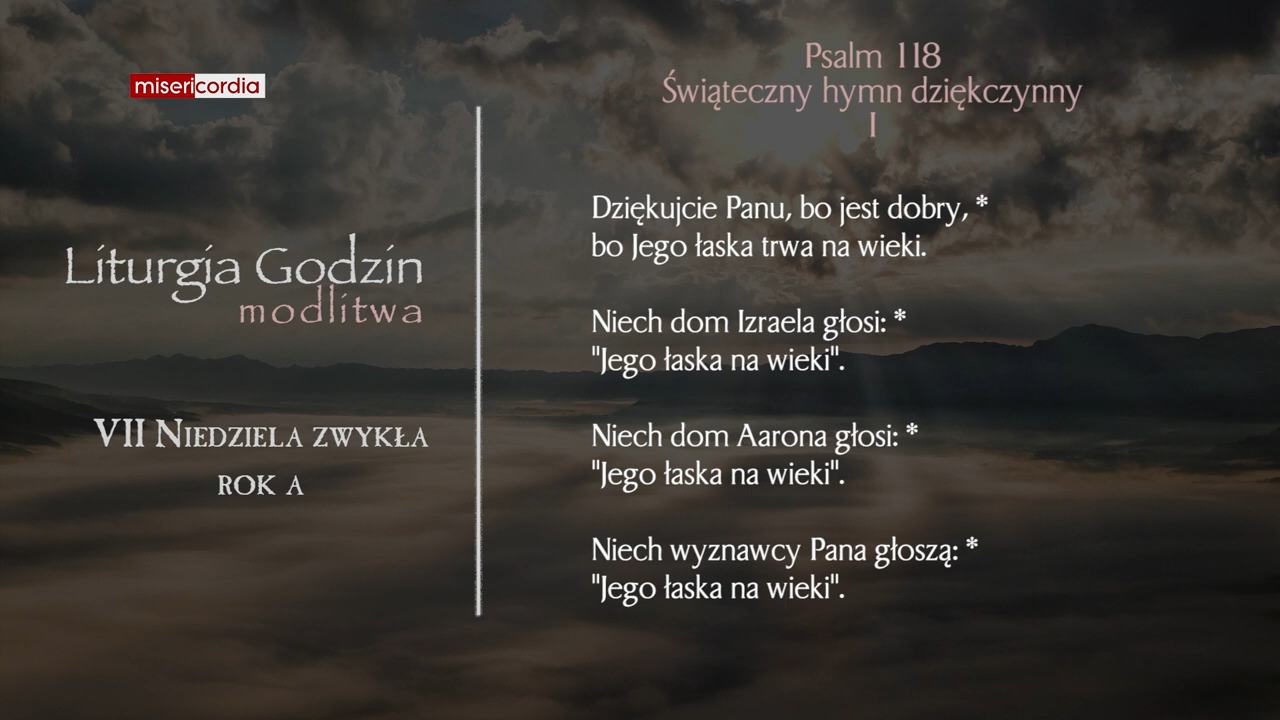 misericordia
Liturgia Godzin
modlitwa
VII Niedziela zwykła
rok A
Psalm 118
Świąteczny hymn dziękczynny
I
Dziękujcie Panu, bo jest dobry, *
bo Jego łaska trwa na wieki.
Niech dom Izraela głosi: *
"Jego łaska na wieki".
Niech dom Aarona głosi: *
"Jego łaska na wieki".
Niech wyznawcy Pana głoszą: *
"Jego łaska na wieki".